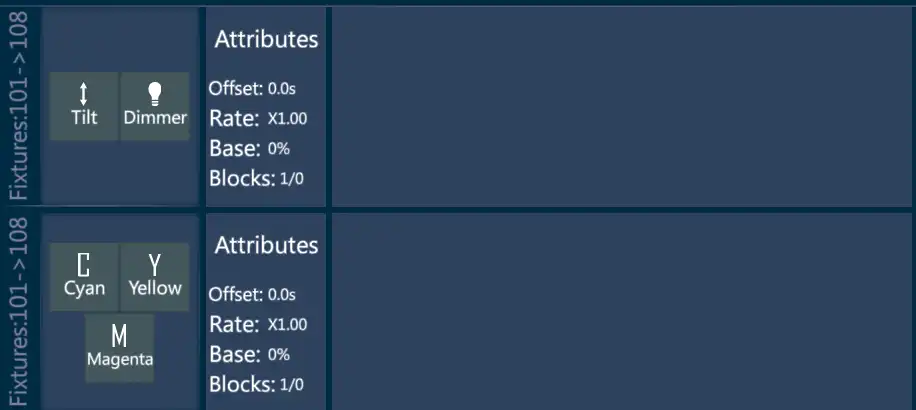 Fixtures:101->108
Tilt
Dimmer
Attributes
Offset: 0.0s
Rate: X1.00
Base: 0%
Blocks: 1/0
Fixtures:101->108
C
Cyan
Y
Yellow
M
Magenta
Attributes
Offset: 0.0s
Rate: X1.00
Base: 0%
Blocks: 1/0